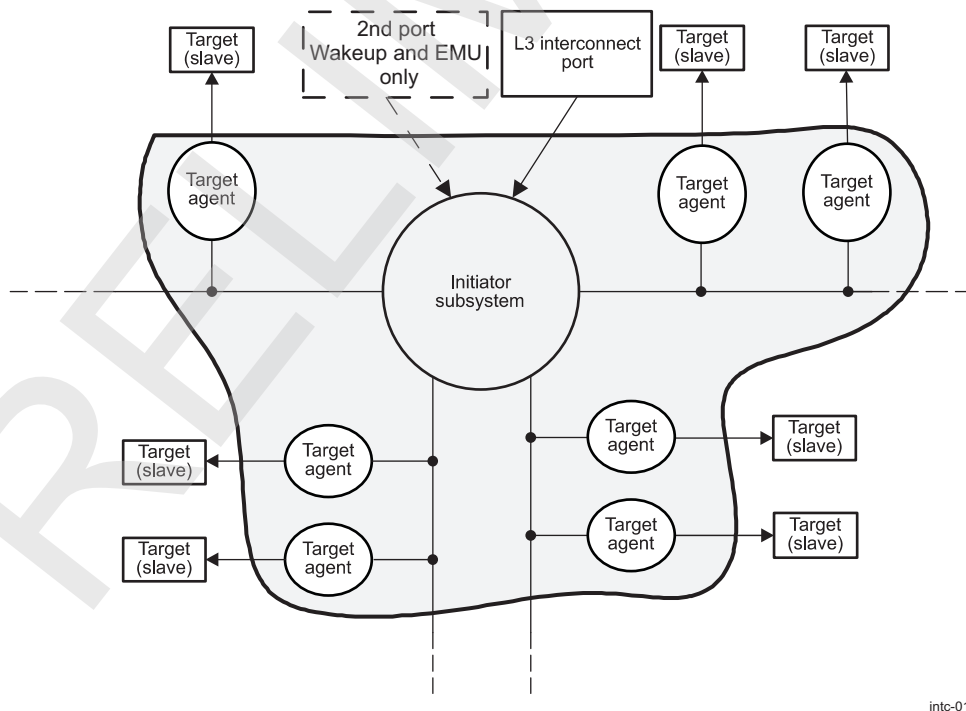 Target
(slave)
2nd port
Wakeup and EMU
only
L3 interconnect
port
Target
(slave)
Target
(slave)
Target
agent
Target
agent
Target
agent
Initiator
subsystem
Target
(slave)
Target
agent
Target
agent
Target
(slave)
Target
(slave)
Target
agent
Target
agent
Target
(slave)
intc-01